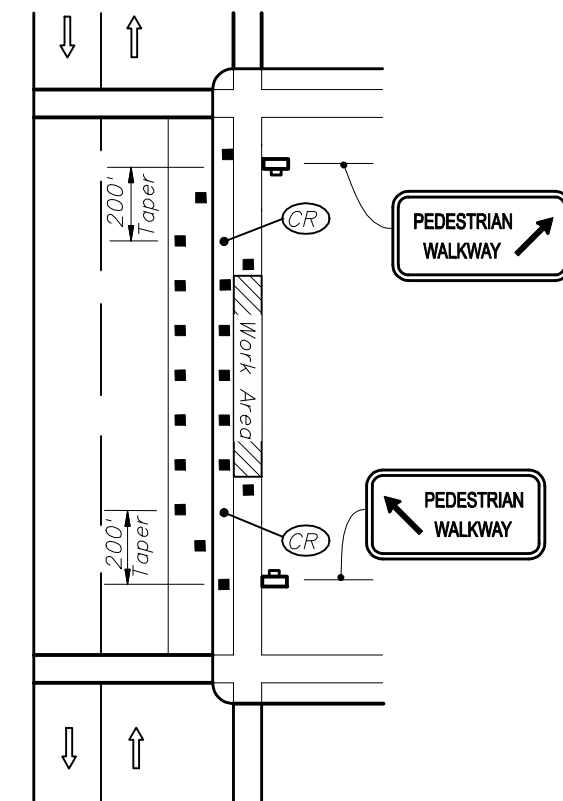 200'
Taper
CR
PEDESTRIAN
WALKWAY
Work Area
PEDESTRIAN
WALKWAY
200'
Taper
CR